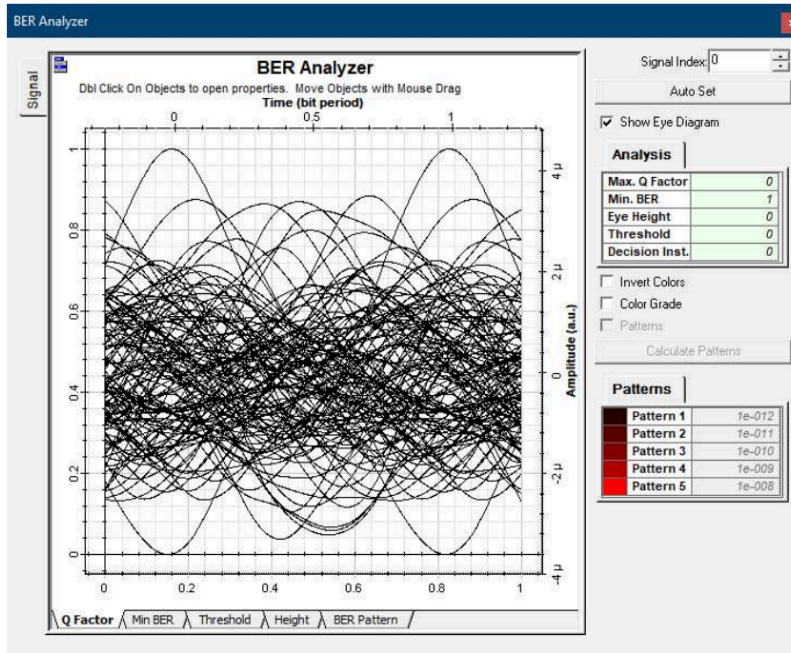 BER Analyzer
Signal
BER Analyzer
Dbl Click On Objects to open properties. Move Objects with Mouse Drag
Time (bit period)
0 0.5 1
1
0.8
0.6
0.4
0.2
0
4 µ
2 µ
0
-2 µ
-4 µ
Amplitude (a.u.)
0 0.2 0.4 0.6 0.8 1
Q Factor Min BER Threshold Height BER Pattern
Signal Index: 0
Auto Set
Show Eye Diagram
Analysis
Max. Q Factor 0
Min. BER 1
Eye Height 0
Threshold 0
Decision Inst. 0
Invert Colors
Color Grade
Patterns
Calculate Patterns
Patterns
Pattern 1 1e-012
Pattern 2 1e-011
Pattern 3 1e-010
Pattern 4 1e-009
Pattern 5 1e-008